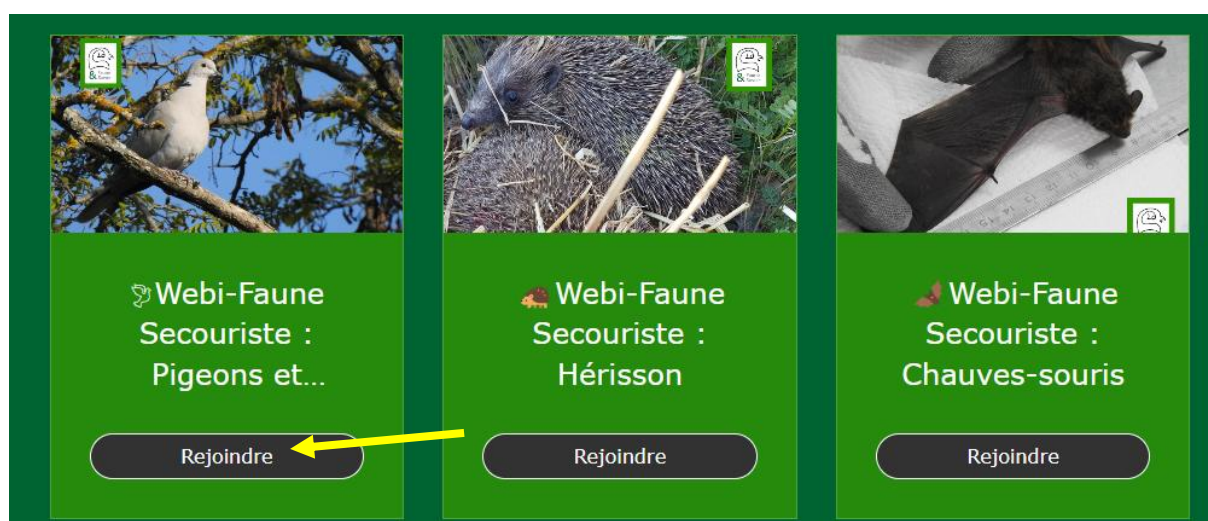 Webi-Faune
Secouriste :
Pigeons et...
Rejoindre
Webi-Faune
Secouriste :
Hérisson
Rejoindre
Webi-Faune
Secouriste :
Chauves-souris
Rejoindre